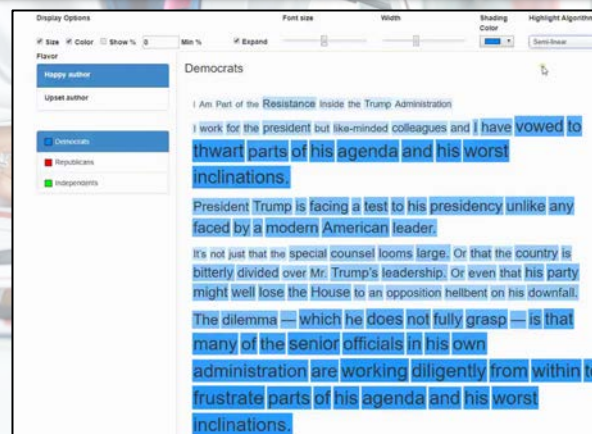 Display Options
Font size
Width
Shading Color
Highlight Algorithm
Size Color Show % 0 Min % Expand
Semi-linear
Flavor
Happy author
Upset author
Democrats
Republicans
Independents
Democrats
I Am Part of the Resistance Inside the Trump Administration
I work for the president but like-minded colleagues and I have vowed to
thwart parts of his agenda and his worst
inclinations.
President Trump is facing a test to his presidency unlike any
faced by a modern American leader.
It's not just that the special counsel looms large. Or that the country is
bitterly divided over Mr. Trump's leadership. Or even that his party
might well lose the House to an opposition hellbent on his downfall.
The dilemma — which he does not fully grasp — is that
many of the senior officials in his own
administration are working diligently from within to
frustrate parts of his agenda and his worst
inclinations.